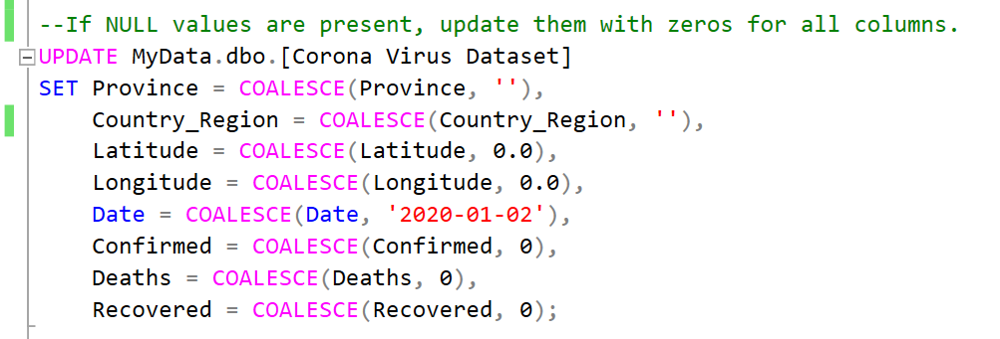 --If NULL values are present, update them with zeros for all columns.
UPDATE MyData.dbo.[Corona Virus Dataset]
SET Province = COALESCE(Province, ''),
    Country_Region = COALESCE(Country_Region, ''),
    Latitude = COALESCE(Latitude, 0.0),
    Longitude = COALESCE(Longitude, 0.0),
    Date = COALESCE(Date, '2020-01-02'),
    Confirmed = COALESCE(Confirmed, 0),
    Deaths = COALESCE(Deaths, 0),
    Recovered = COALESCE(Recovered, 0);